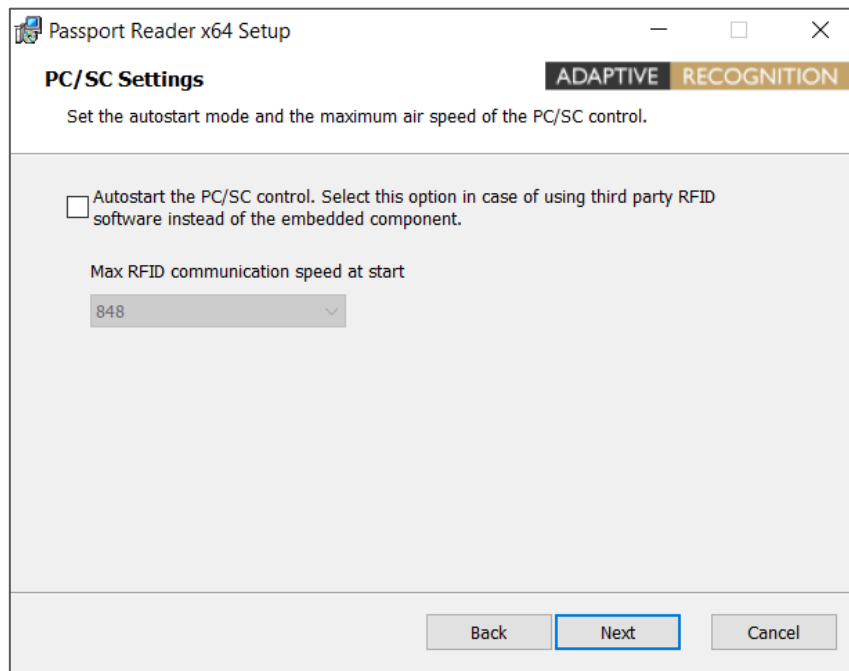 Passport Reader x64 Setup
PC/SC Settings
ADAPTIVE RECOGNITION
Set the autostart mode and the maximum air speed of the PC/SC control.
Autostart the PC/SC control. Select this option in case of using third party RFID
software instead of the embedded component.
Max RFID communication speed at start
848
Back
Next
Cancel